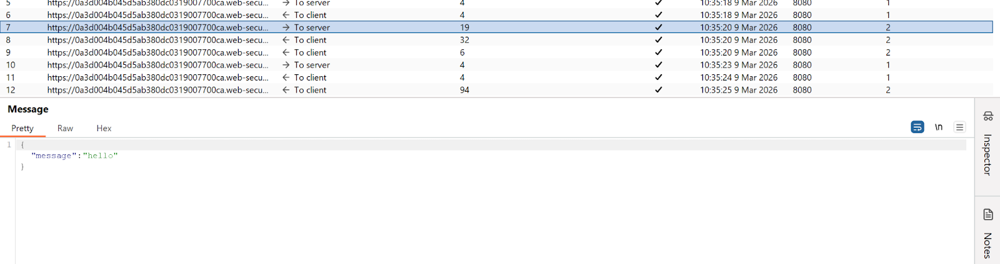 5 https://0a3d004b045d5ab380dc0319007700ca.web-secu... → To server 4 ✓ 10:35:18 9 Mar 2026 8080 1
6 https://0a3d004b045d5ab380dc0319007700ca.web-secu... ← To client 4 ✓ 10:35:18 9 Mar 2026 8080 1
7 https://0a3d004b045d5ab380dc0319007700ca.web-secu... → To server 19 ✓ 10:35:20 9 Mar 2026 8080 2
8 https://0a3d004b045d5ab380dc0319007700ca.web-secu... ← To client 32 ✓ 10:35:20 9 Mar 2026 8080 2
9 https://0a3d004b045d5ab380dc0319007700ca.web-secu... ← To client 6 ✓ 10:35:20 9 Mar 2026 8080 2
10 https://0a3d004b045d5ab380dc0319007700ca.web-secu... → To server 4 ✓ 10:35:23 9 Mar 2026 8080 1
11 https://0a3d004b045d5ab380dc0319007700ca.web-secu... ← To client 4 ✓ 10:35:24 9 Mar 2026 8080 1
12 https://0a3d004b045d5ab380dc0319007700ca.web-secu... ← To client 94 ✓ 10:35:25 9 Mar 2026 8080 2
Message
Pretty Raw Hex
\n
1 {
"message":"hello"
}
Inspector
Notes